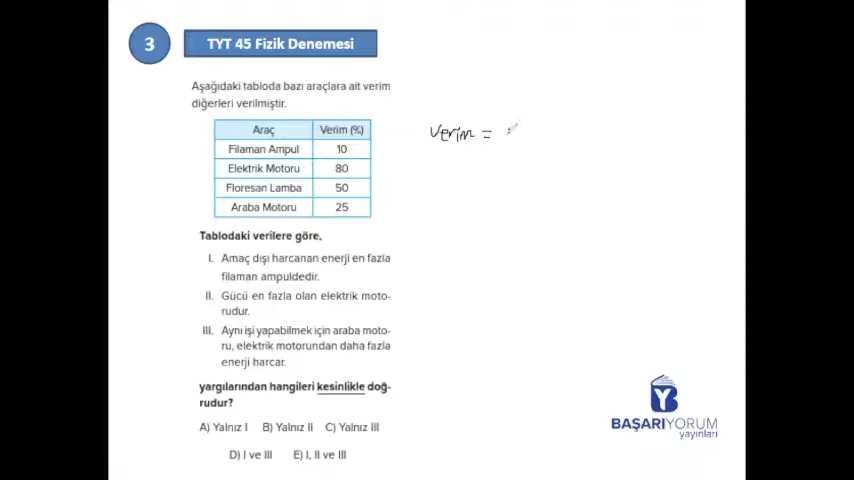 3
TYT 45 Fizik Denemesi
Aşağıdaki tabloda bazı araçlara ait verim
diğerleri verilmiştir.
Araç Verim (%)
Filaman Ampul 10
Elektrik Motoru 80
Floresan Lamba 50
Araba Motoru 25
Verim =
Tablodaki verilere göre,
I. Amaç dışı harcanan enerji en fazla
filaman ampuldedir.
II. Gücü en fazla olan elektrik moto-
rudur.
III. Aynı işi yapabilmek için araba moto-
ru, elektrik motorundan daha fazla
enerji harcar.
yargılarından hangileri kesinlikle doğ-
rudur?
A) Yalnız I B) Yalnız II C) Yalnız III
D) I ve III E) I, II ve III
YB
BAŞARIYORUM
yayınları